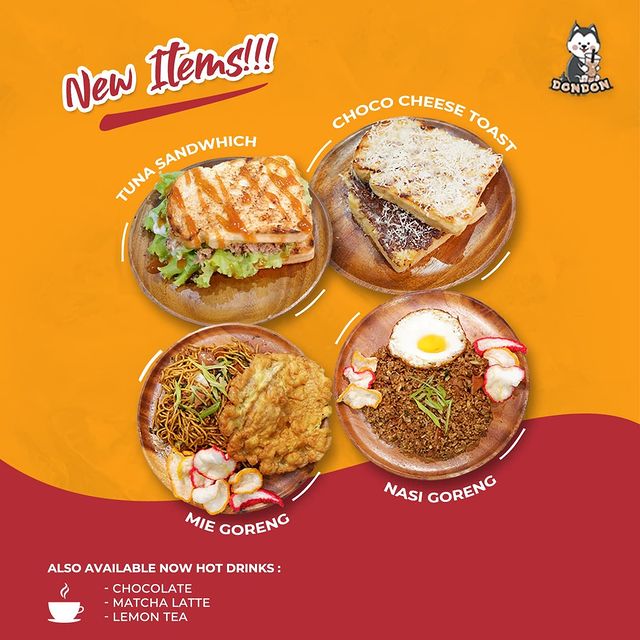 New Items!!!
DONDON
TUNA SANDWHICH
CHOCO CHEESE TOAST
MIE GORENG
NASI GORENG
ALSO AVAILABLE NOW HOT DRINKS :
- CHOCOLATE
- MATCHA LATTE
- LEMON TEA